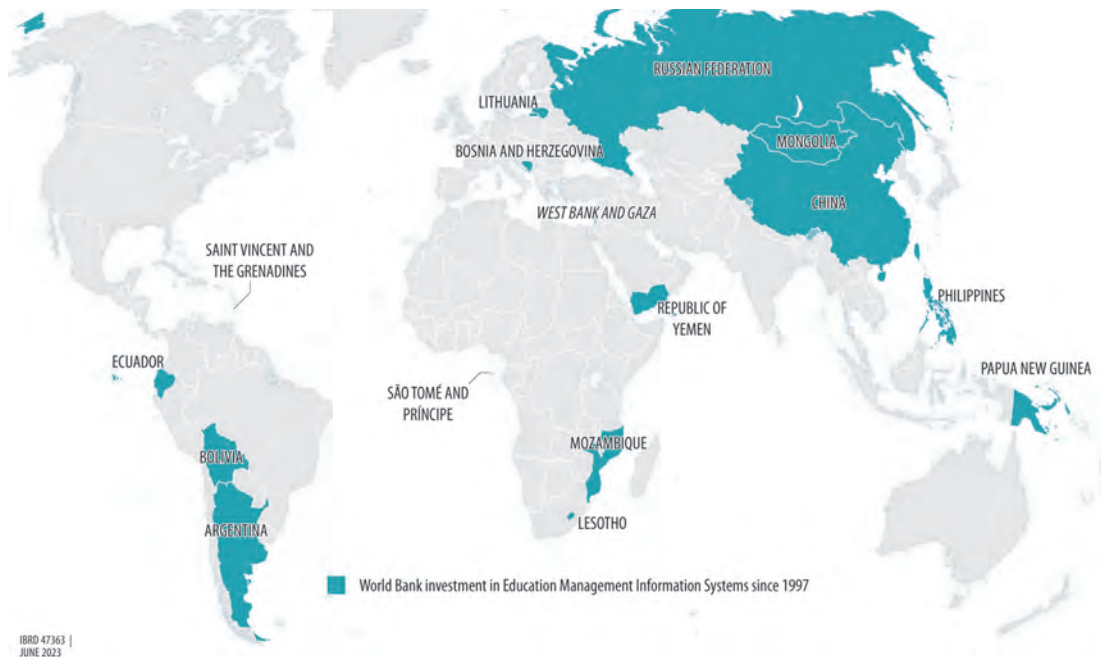 RUSSIAN FEDERATION
LITHUANIA
MONGOLIA
BOSNIA AND HERZEGOVINA
CHINA
WEST BANK AND GAZA
SAINT VINCENT AND
THE GRENADINES
PHILIPPINES
REPUBLIC OF
YEMEN
ECUADOR
PAPUA NEW GUINEA
SÃO TOMÉ AND
PRÍNCIPE
MOZAMBIQUE
BOLIVIA
LESOTHO
ARGENTINA
World Bank investment in Education Management Information Systems since 1997
IBRD 47363 |
JUNE 2023